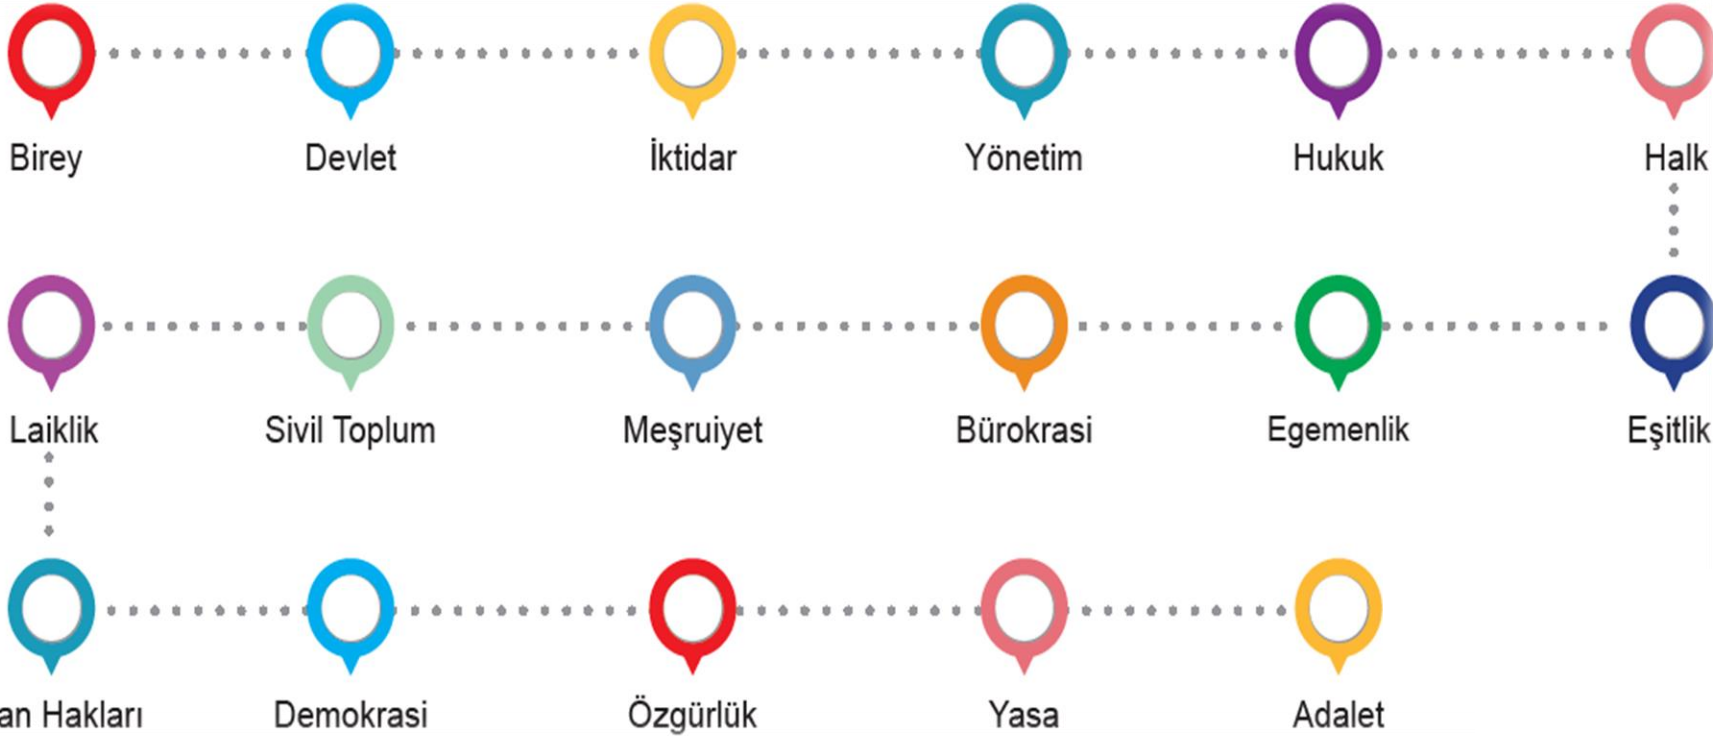 Birey Devlet İktidar Yönetim Hukuk Halk
Laiklik Sivil Toplum Meşruiyet Bürokrasi Egemenlik Eşitlik
an Hakları Demokrasi Özgürlük Yasa Adalet